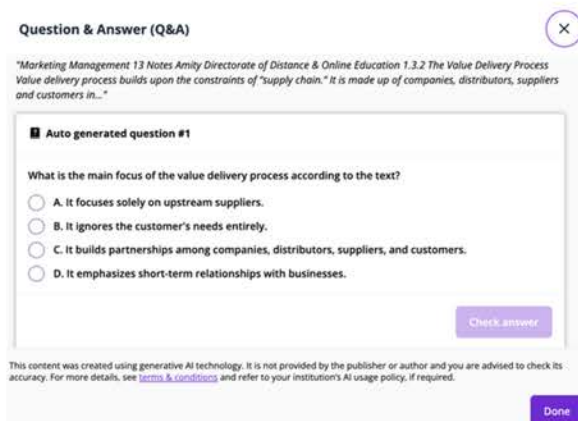 Question & Answer (Q&A)
"Marketing Management 13 Notes Amity Directorate of Distance & Online Education 1.3.2 The Value Delivery Process
Value delivery process builds upon the constraints of "supply chain." It is made up of companies, distributors, suppliers
and customers in..."
Auto generated question #1
What is the main focus of the value delivery process according to the text?
A. It focuses solely on upstream suppliers.
B. It ignores the customer's needs entirely.
C. It builds partnerships among companies, distributors, suppliers, and customers.
D. It emphasizes short-term relationships with businesses.
Check answer
This content was created using generative AI technology. It is not provided by the publisher or author and you are advised to check its
accuracy. For more details, see terms & conditions and refer to your institution's AI usage policy, if required.
Done